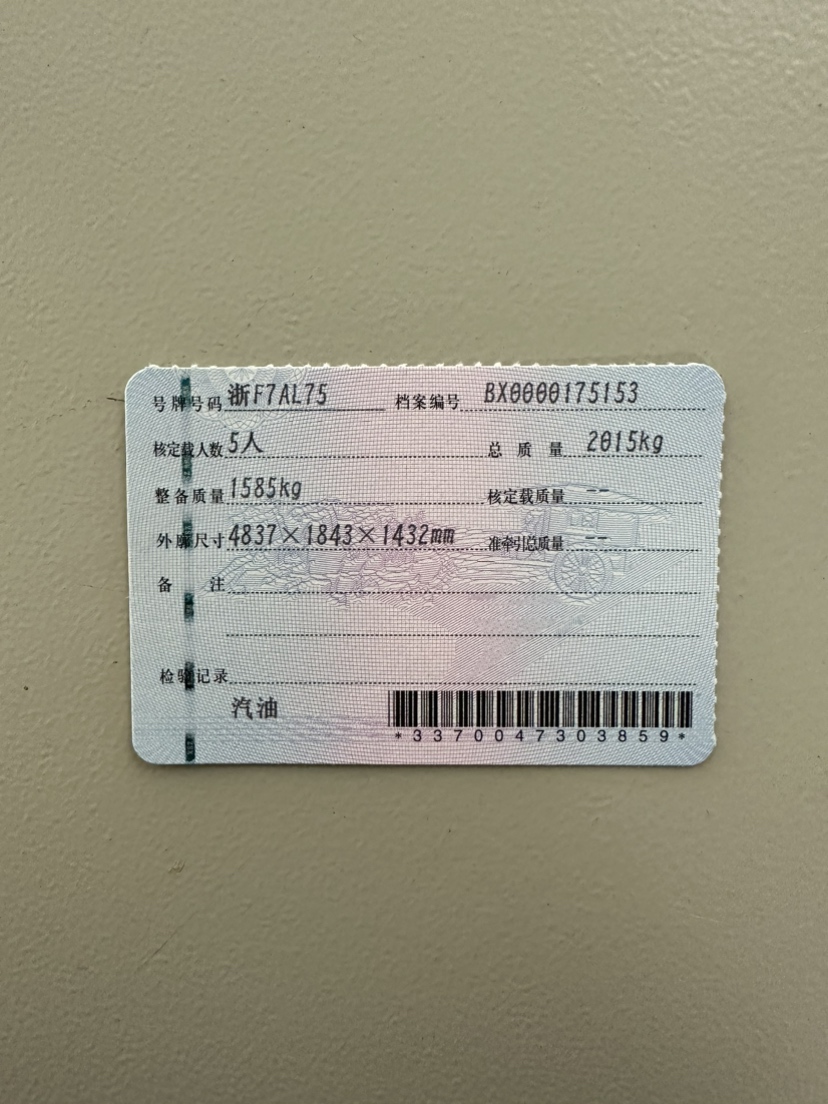 号牌号码 浙F7AL75 档案编号 BX0000175153
核定载人数 5人 总质量 2015kg
整备质量 1585kg 核定载质量 --
外廓尺寸 4837×1843×1432mm 准牵引总质量 --
备注
检验记录
汽油
*3370047303859*